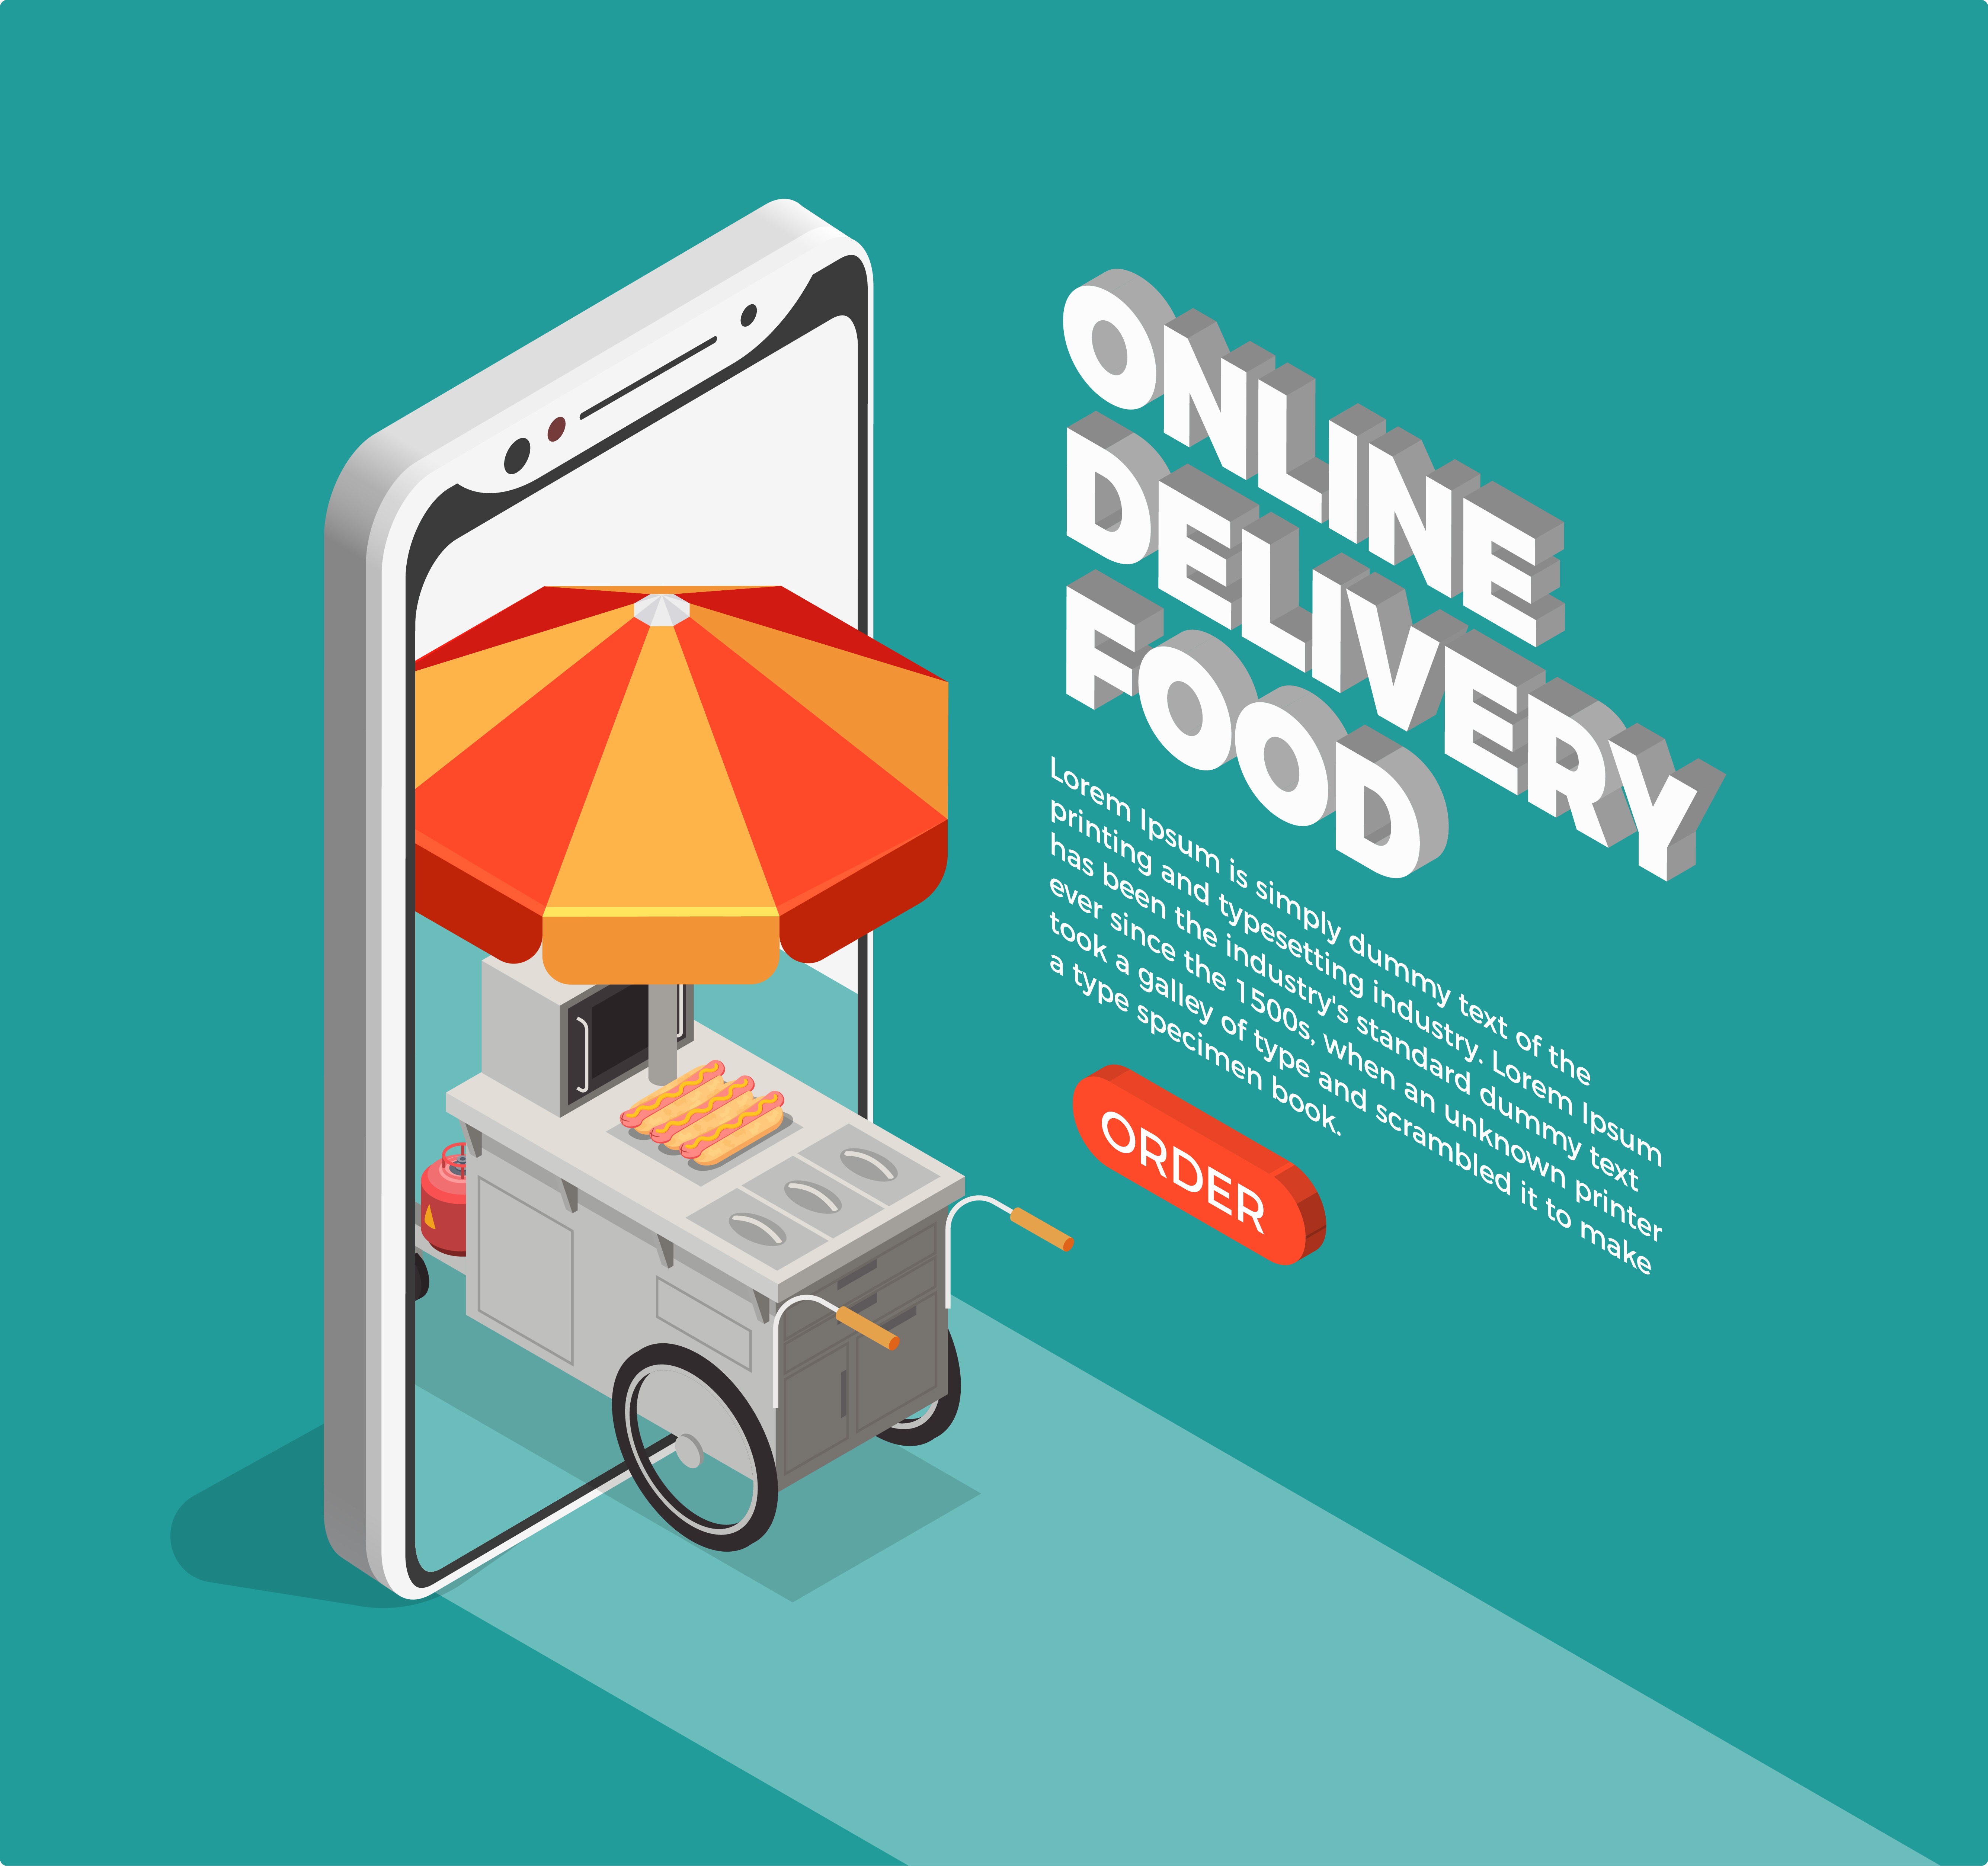 ONLINE
DELIVERY
FOOD
Lorem Ipsum is simply dummy text of the
printing and typesetting industry. Lorem Ipsum
has been the industry's standard dummy text
ever since the 1500s, when an unknown printer
took a galley of type and scrambled it to make
a type specimen book.
ORDER